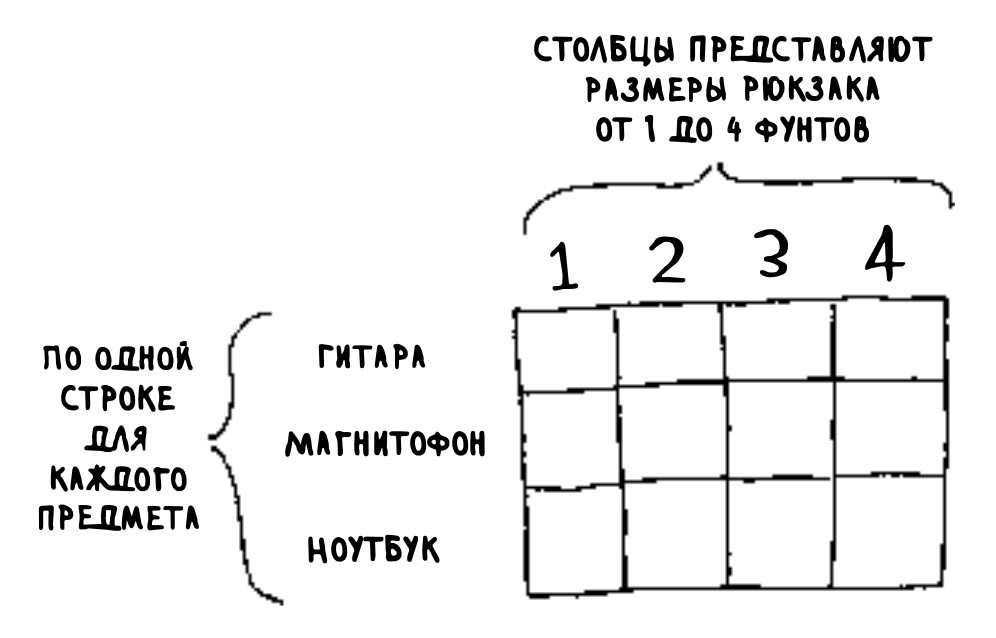 СТОЛБЦЫ ПРЕДСТАВЛЯЮТ
РАЗМЕРЫ РЮКЗАКА
ОТ 1 ДО 4 ФУНТОВ
1 2 3 4
ПО ОДНОЙ
СТРОКЕ
ДЛЯ
КАЖДОГО
ПРЕДМЕТА
ГИТАРА
МАГНИТОФОН
НОУТБУК